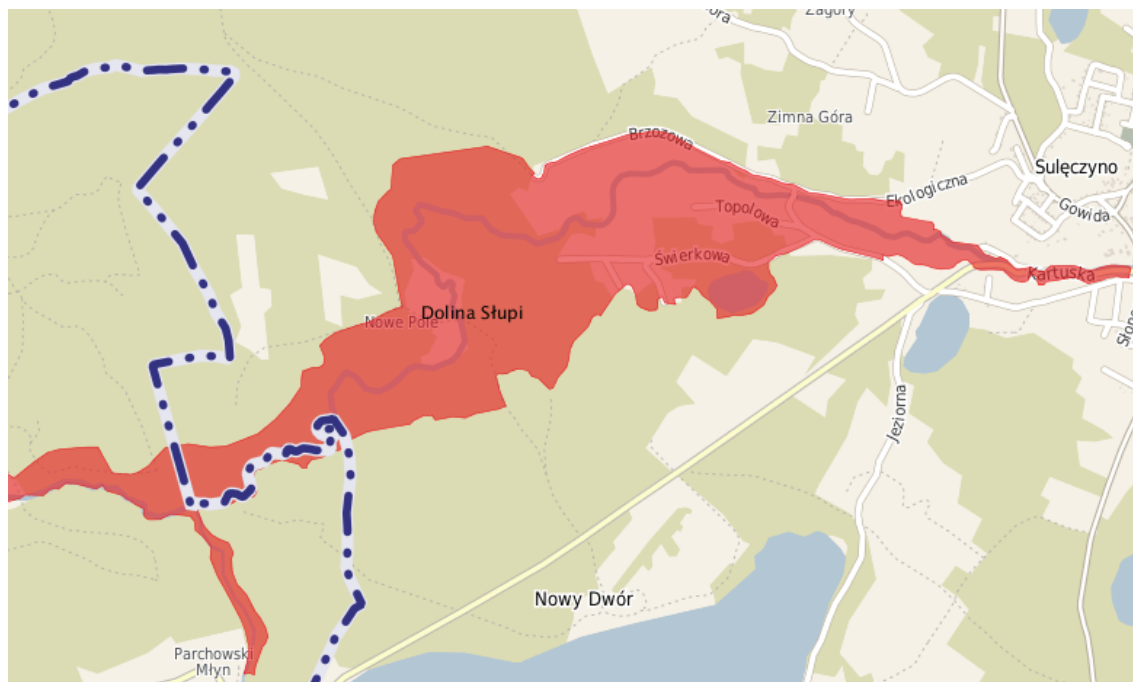 Zagóry
óra
Zimna Góra
Brzozowa
Sulęczyno
Ekologiczna
Gowida
Topolowa
Świerkowa
Kartuska
Dolina Słupi
Nowe Pole
Jeziorna
Nowy Dwór
Parchowski
Młyn